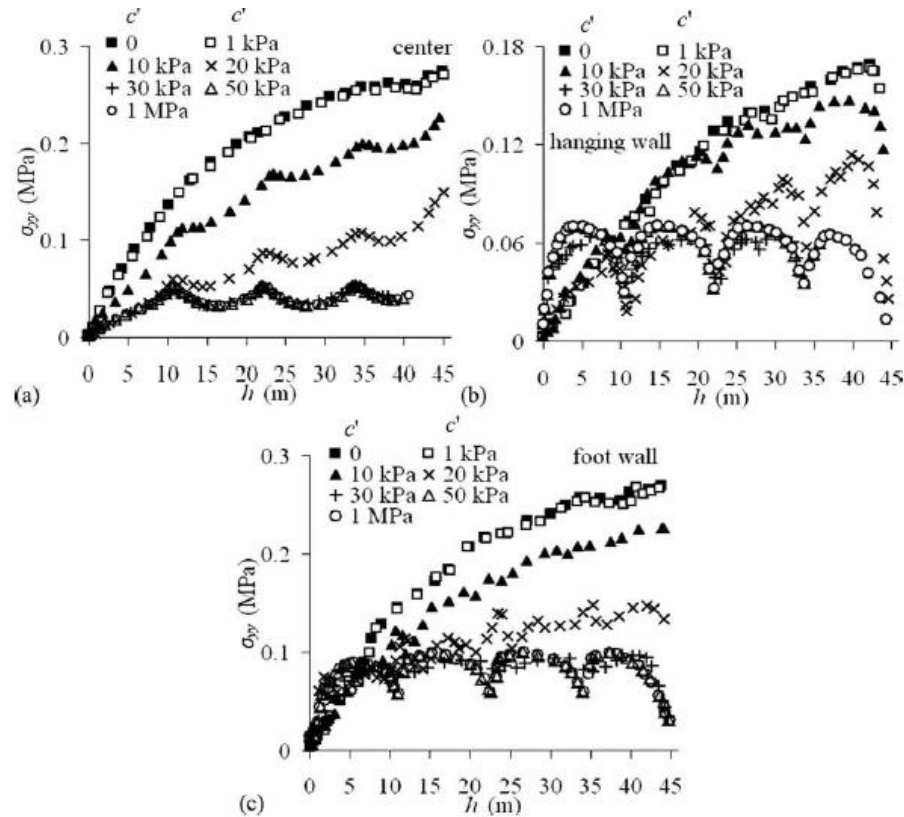 c' c'
0 1 kPa center
10 kPa 20 kPa
30 kPa 50 kPa
1 MPa
0.3
0.2
0.1
0
σyy (MPa)
0 5 10 15 20 25 30 35 40 45
h (m)
(a)
c' c'
0 1 kPa
10 kPa 20 kPa
30 kPa 50 kPa
1 MPa
hanging wall
0.18
0.12
0.06
0
σyy (MPa)
0 5 10 15 20 25 30 35 40 45
h (m)
(b)
c' c'
0 1 kPa foot wall
10 kPa 20 kPa
30 kPa 50 kPa
1 MPa
0.3
0.2
0.1
0
σyy (MPa)
0 5 10 15 20 25 30 35 40 45
h (m)
(c)